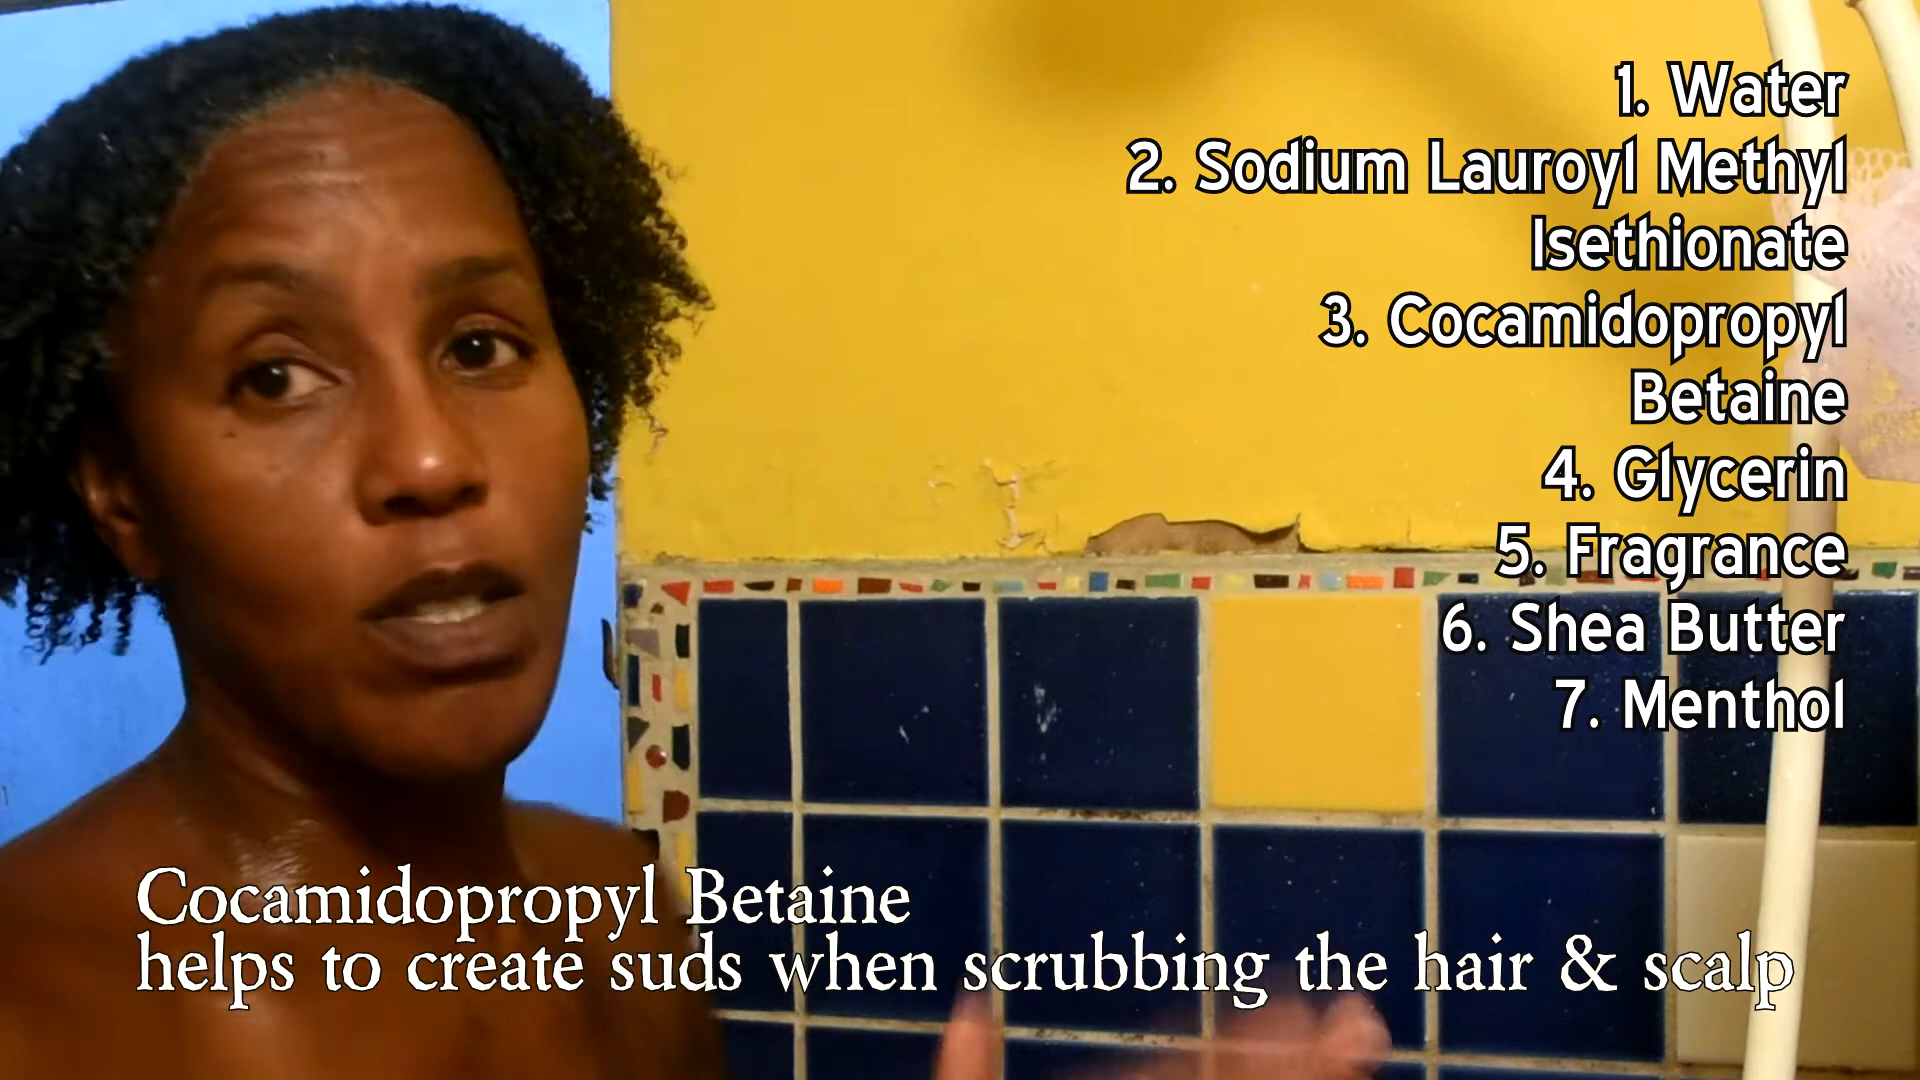 1. Water
2. Sodium Lauroyl Methyl
Isethionate
3. Cocamidopropyl
Betaine
4. Glycerin
5. Fragrance
6. Shea Butter
7. Menthol
Cocamidopropyl Betaine
helps to create suds when scrubbing the hair & scalp